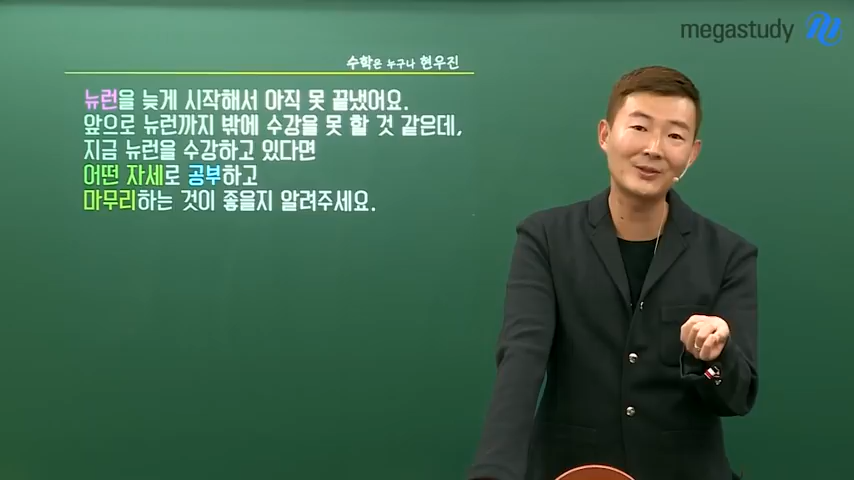 megastudy
수학은 누구나 현우진
뉴런을 늦게 시작해서 아직 못 끝냈어요.
앞으로 뉴런까지 밖에 수강을 못 할 것 같은데,
지금 뉴런을 수강하고 있다면
어떤 자세로 공부하고
마무리하는 것이 좋을지 알려주세요.